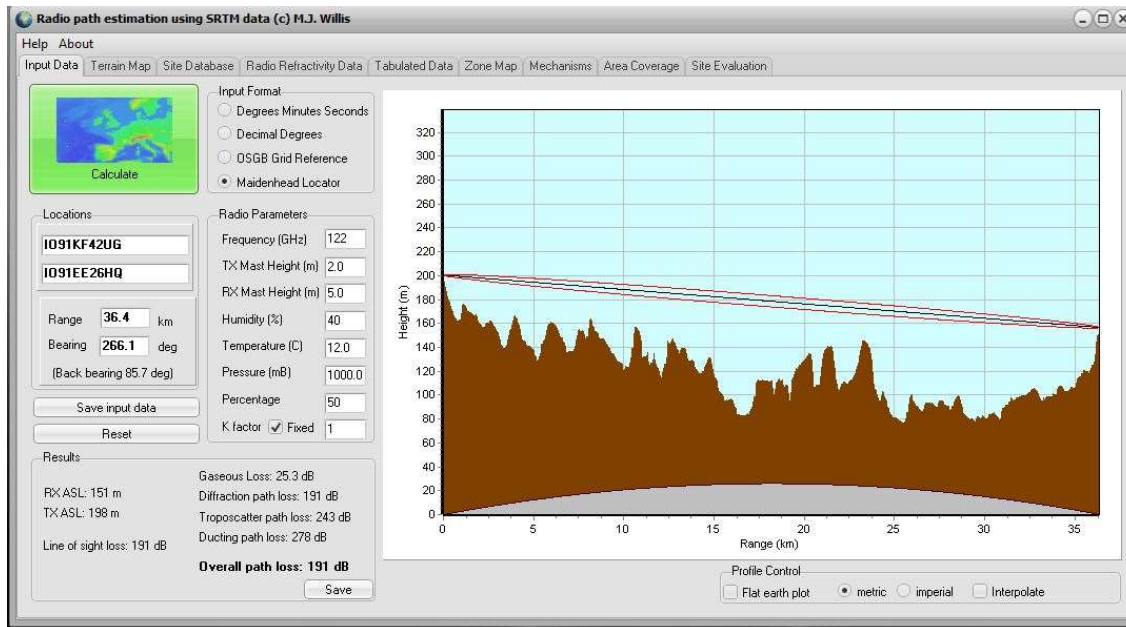 Radio path estimation using SRTM data (c) M.J. Willis
Help About
Input Data Terrain Map Site Database Radio Refractivity Data Tabulated Data Zone Map Mechanisms Area Coverage Site Evaluation
Calculate
Input Format
Degrees Minutes Seconds
Decimal Degrees
OSGB Grid Reference
Maidenhead Locator
Locations
IO91KF42UG
IO91EE26HQ
Range 36.4 km
Bearing 266.1 deg
(Back bearing 85.7 deg)
Save input data
Reset
Radio Parameters
Frequency (GHz) 122
TX Mast Height (m) 2.0
RX Mast Height (m) 5.0
Humidity (%) 40
Temperature (C) 12.0
Pressure (mB) 1000.0
Percentage 50
K factor Fixed 1
Results
RX ASL: 151 m
TX ASL: 198 m
Line of sight loss: 191 dB
Gaseous Loss: 25.3 dB
Diffraction path loss: 191 dB
Troposcatter path loss: 243 dB
Ducting path loss: 278 dB
Overall path loss: 191 dB
Save
Height (m)
320
300
280
260
240
220
200
180
160
140
120
100
80
60
40
20
0
0 5 10 15 20 25 30 35
Range (km)
Profile Control
Flat earth plot metric imperial Interpolate